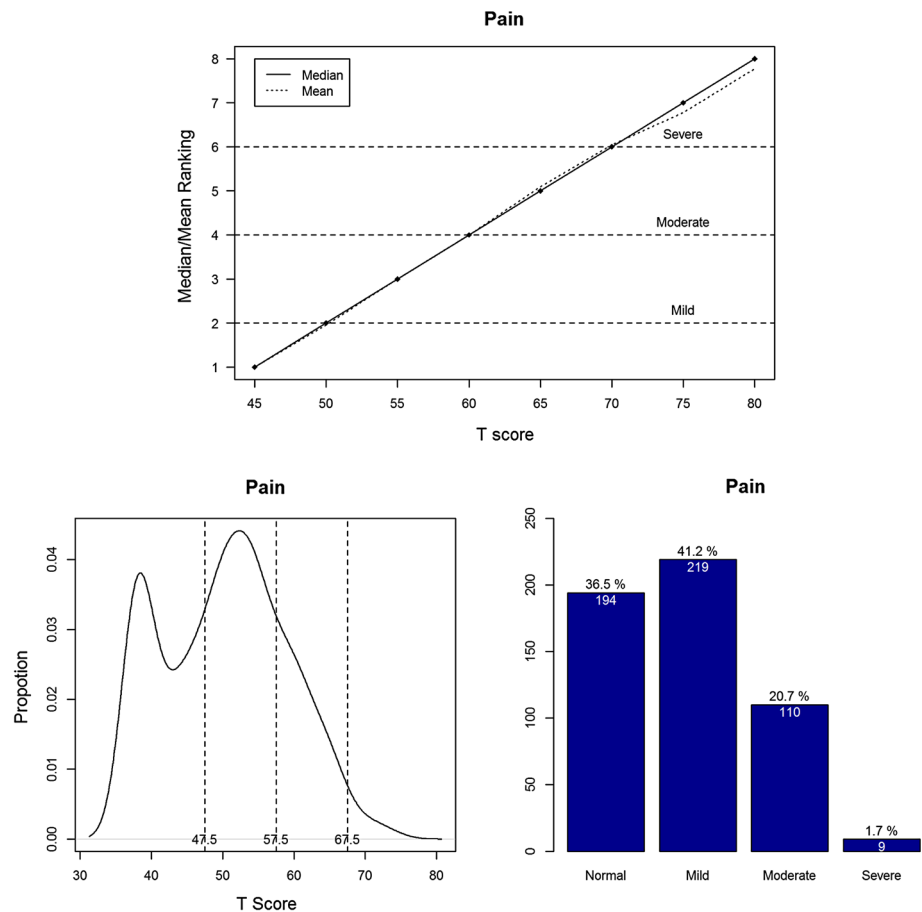 Pain
Median
Mean
Median/Mean Ranking
8
7
6
5
4
3
2
1
Severe
Moderate
Mild
45 50 55 60 65 70 75 80
T score
Pain
Propotion
0.04
0.03
0.02
0.01
0.00
47.5 57.5 67.5
30 40 50 60 70 80
T Score
Pain
250
200
150
100
50
0
36.5 %
194
41.2 %
219
20.7 %
110
1.7 %
9
Normal Mild Moderate Severe